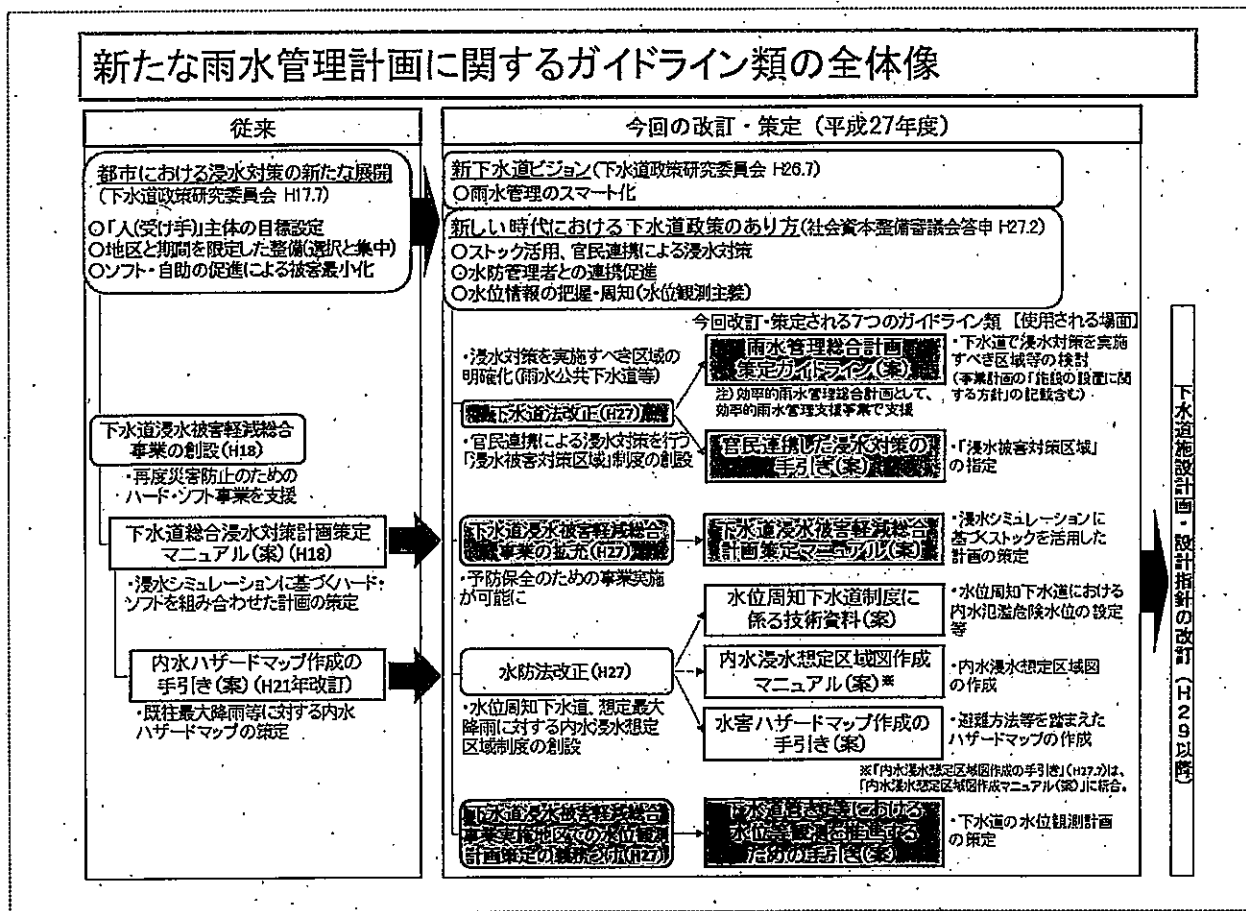 新たな雨水管理計画に関するガイドライン類の全体像
従来
都市における浸水対策の新たな展開
(下水道政策研究委員会 H17.7)
○「人(受け手)」主体の目標設定
○地区と期間を限定した整備(選択と集中)
○ソフト・自助の促進による被害最小化
下水道浸水被害軽減総合
事業の創設(H18)
・再度災害防止のための
ハード・ソフト事業を支援
下水道総合浸水対策計画策定
マニュアル(案)(H18)
・浸水シミュレーションに基づくハード・
ソフトを組み合わせた計画の策定
内水ハザードマップ作成の
手引き(案)(H21年改訂)
・既往最大降雨等に対する内水
ハザードマップの策定
今回の改訂・策定(平成27年度)
新下水道ビジョン(下水道政策研究委員会 H26.7)
○雨水管理のスマート化
新しい時代における下水道政策のあり方(社会資本整備審議会答申 H27.2)
○ストック活用、官民連携による浸水対策
○水防管理者との連携促進
○水位情報の把握・周知(水位観測主義)
今回改訂・策定される7つのガイドライン類 【使用される場面】
・浸水対策を実施すべき区域の
明確化(雨水公共下水道等)
下水道法改正(H27)
・官民連携による浸水対策を行う
「浸水被害対策区域」制度の創設
雨水管理総合計画
策定ガイドライン(案)
注)効率的雨水管理総合計画として、
効率的雨水管理支援事業で支援
・下水道で浸水対策を実施
すべき区域等の検討
(事業計画の「施設の設置に関
する方針」の記載含む)
官民連携した浸水対策の
手引き(案)
・「浸水被害対策区域」
の指定
下水道浸水被害軽減総合
事業の拡充(H27)
・予防保全のための事業実施
が可能に
下水道浸水被害軽減総合
計画策定マニュアル(案)
・浸水シミュレーションに
基づくストックを活用した
計画の策定
水防法改正(H27)
・水位周知下水道、想定最大
降雨に対する内水浸水想定
区域制度の創設
水位周知下水道制度に
係る技術資料(案)
・水位周知下水道における
内水氾濫危険水位の設定
等
内水浸水想定区域図作成
マニュアル(案)※
・内水浸水想定区域図
の作成
水害ハザードマップ作成の
手引き(案)
・避難方法等を踏まえた
ハザードマップの作成
※「内水浸水想定区域図作成の手引き」(H27.7)は、
「内水浸水想定区域図作成マニュアル(案)」に統合。
下水道浸水被害軽減総合
事業実施地区での水位観測
計画策定の義務づけ(H27)
下水道管きょ等における
水位等観測を推進する
ための手引き(案)
・下水道の水位観測計画
の策定
下水道施設計画・設計指針の改訂(H29以降)